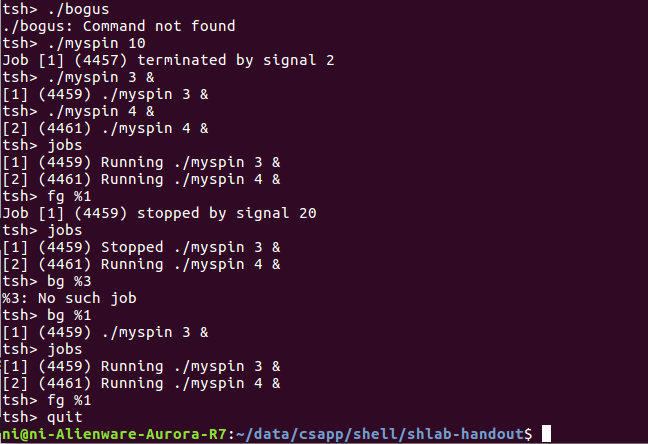 tsh> ./bogus
./bogus: Command not found
tsh> ./myspin 10
Job [1] (4457) terminated by signal 2
tsh> ./myspin 3 &
[1] (4459) ./myspin 3 &
tsh> ./myspin 4 &
[2] (4461) ./myspin 4 &
tsh> jobs
[1] (4459) Running ./myspin 3 &
[2] (4461) Running ./myspin 4 &
tsh> fg %1
Job [1] (4459) stopped by signal 20
tsh> jobs
[1] (4459) Stopped ./myspin 3 &
[2] (4461) Running ./myspin 4 &
tsh> bg %3
%3: No such job
tsh> bg %1
[1] (4459) ./myspin 3 &
tsh> jobs
[1] (4459) Running ./myspin 3 &
[2] (4461) Running ./myspin 4 &
tsh> fg %1
tsh> quit
ni@ni-Alienware-Aurora-R7:~/data/csapp/shell/shlab-handout$